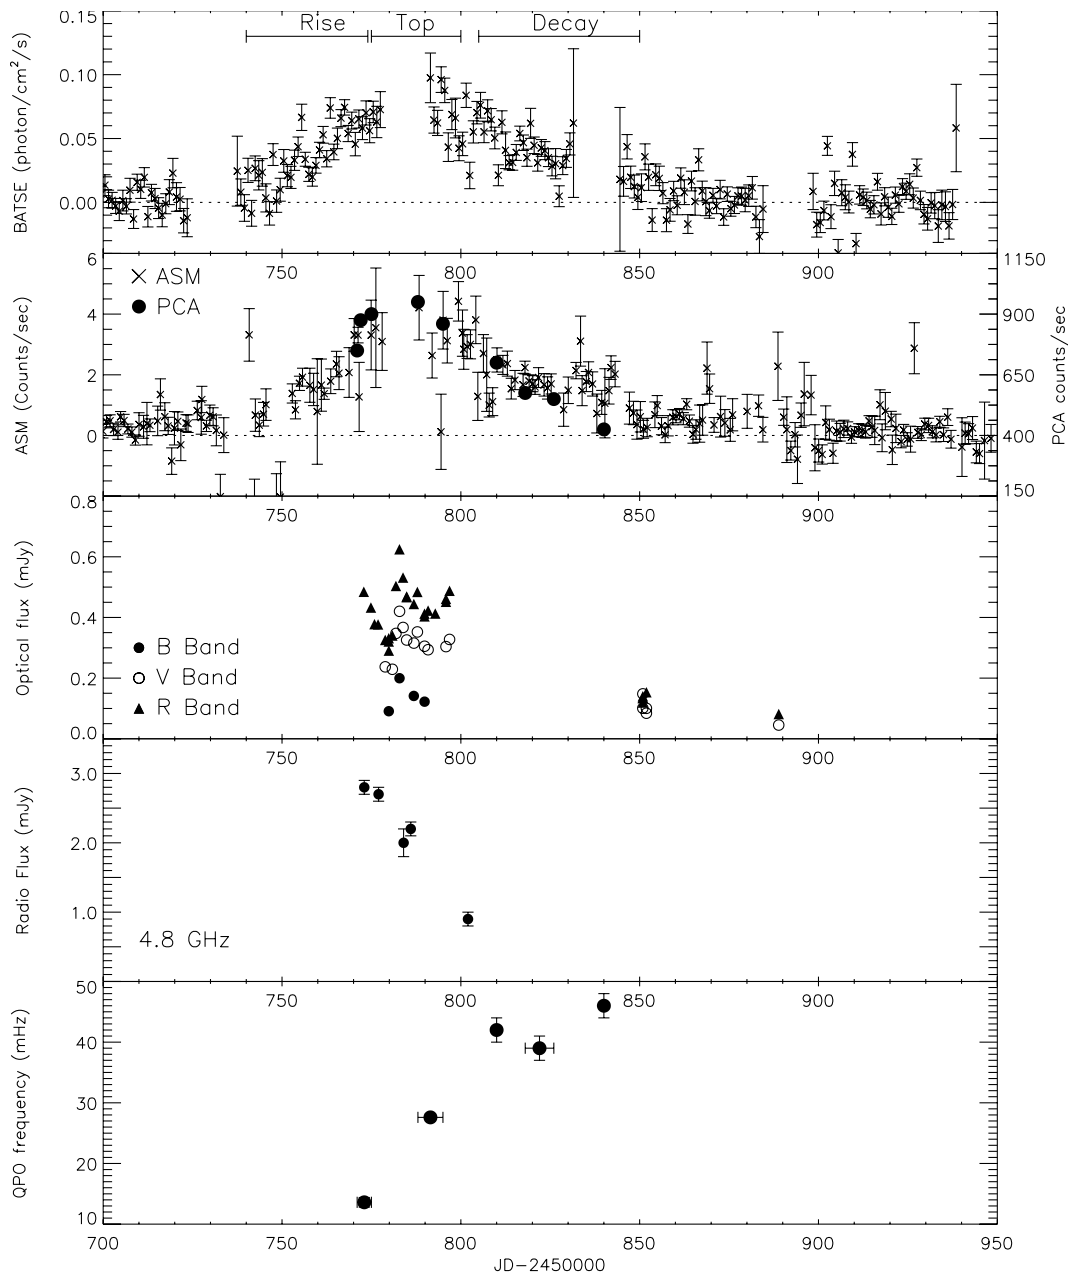 Rise Top Decay
0.15
0.10
0.05
0.00
BATSE (photon/cm²/s)
750 800 850 900
× ASM
● PCA
6
4
2
0
ASM (Counts/sec)
1150
900
650
400
150
PCA counts/sec
750 800 850 900
0.8
0.6
0.4
0.2
0.0
Optical flux (mJy)
● B Band
○ V Band
▲ R Band
750 800 850 900
3.0
2.0
1.0
Radio Flux (mJy)
4.8 GHz
750 800 850 900
50
40
30
20
10
QPO frequency (mHz)
700 750 800 850 900 950
JD-2450000